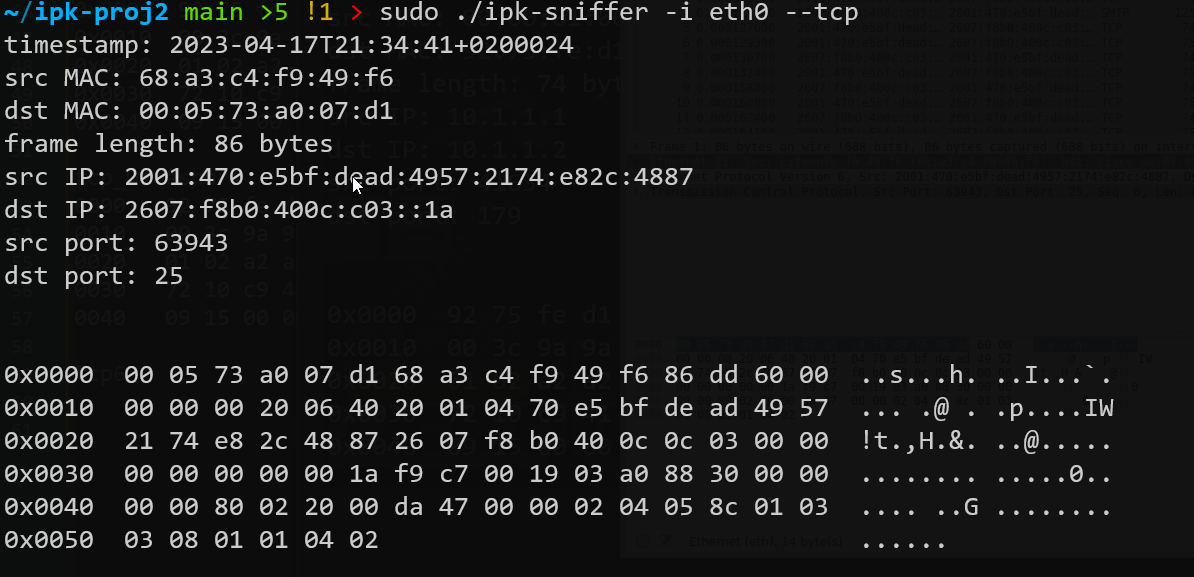 ~/ipk-proj2 main >5 !1 > sudo ./ipk-sniffer -i eth0 --tcp
timestamp: 2023-04-17T21:34:41+0200024
src MAC: 68:a3:c4:f9:49:f6
dst MAC: 00:05:73:a0:07:d1
frame length: 86 bytes
src IP: 2001:470:e5bf:dead:4957:2174:e82c:4887
dst IP: 2607:f8b0:400c:c03::1a
src port: 63943
dst port: 25
0x0000  00 05 73 a0 07 d1 68 a3 c4 f9 49 f6 86 dd 60 00  ..s...h. ..I...`.
0x0010  00 00 00 20 06 40 20 01 04 70 e5 bf de ad 49 57  ... .@ . .p....IW
0x0020  21 74 e8 2c 48 87 26 07 f8 b0 40 0c 0c 03 00 00  !t.,H.&. ..@.....
0x0030  00 00 00 00 00 1a f9 c7 00 19 03 a0 88 30 00 00  ........ .....0..
0x0040  00 00 80 02 20 00 da 47 00 00 02 04 05 8c 01 03  .... ..G ........
0x0050  03 08 01 01 04 02                                ......